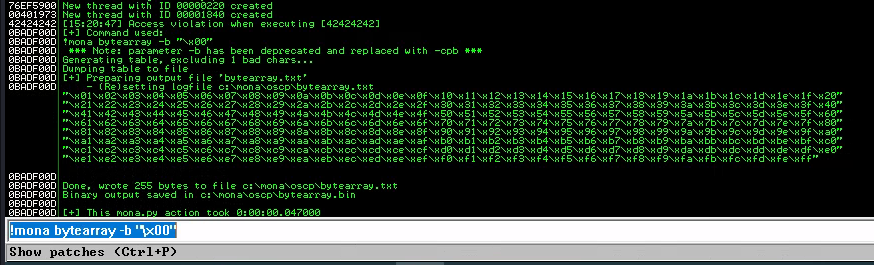 76EF5900 New thread with ID 00000220 created
00401973 New thread with ID 00001840 created
42424242 [15:20:47] Access violation when executing [42424242]
0BADF00D [+] Command used:
0BADF00D !mona bytearray -b "\x00"
0BADF00D  *** Note: parameter -b has been deprecated and replaced with -cpb ***
0BADF00D Generating table, excluding 1 bad chars...
0BADF00D Dumping table to file
0BADF00D [+] Preparing output file 'bytearray.txt'
0BADF00D     - (Re)setting logfile c:\mona\oscp\bytearray.txt
"\x01\x02\x03\x04\x05\x06\x07\x08\x09\x0a\x0b\x0c\x0d\x0e\x0f\x10\x11\x12\x13\x14\x15\x16\x17\x18\x19\x1a\x1b\x1c\x1d\x1e\x1f\x20"
"\x21\x22\x23\x24\x25\x26\x27\x28\x29\x2a\x2b\x2c\x2d\x2e\x2f\x30\x31\x32\x33\x34\x35\x36\x37\x38\x39\x3a\x3b\x3c\x3d\x3e\x3f\x40"
"\x41\x42\x43\x44\x45\x46\x47\x48\x49\x4a\x4b\x4c\x4d\x4e\x4f\x50\x51\x52\x53\x54\x55\x56\x57\x58\x59\x5a\x5b\x5c\x5d\x5e\x5f\x60"
"\x61\x62\x63\x64\x65\x66\x67\x68\x69\x6a\x6b\x6c\x6d\x6e\x6f\x70\x71\x72\x73\x74\x75\x76\x77\x78\x79\x7a\x7b\x7c\x7d\x7e\x7f\x80"
"\x81\x82\x83\x84\x85\x86\x87\x88\x89\x8a\x8b\x8c\x8d\x8e\x8f\x90\x91\x92\x93\x94\x95\x96\x97\x98\x99\x9a\x9b\x9c\x9d\x9e\x9f\xa0"
"\xa1\xa2\xa3\xa4\xa5\xa6\xa7\xa8\xa9\xaa\xab\xac\xad\xae\xaf\xb0\xb1\xb2\xb3\xb4\xb5\xb6\xb7\xb8\xb9\xba\xbb\xbc\xbd\xbe\xbf\xc0"
"\xc1\xc2\xc3\xc4\xc5\xc6\xc7\xc8\xc9\xca\xcb\xcc\xcd\xce\xcf\xd0\xd1\xd2\xd3\xd4\xd5\xd6\xd7\xd8\xd9\xda\xdb\xdc\xdd\xde\xdf\xe0"
"\xe1\xe2\xe3\xe4\xe5\xe6\xe7\xe8\xe9\xea\xeb\xec\xed\xee\xef\xf0\xf1\xf2\xf3\xf4\xf5\xf6\xf7\xf8\xf9\xfa\xfb\xfc\xfd\xfe\xff"
0BADF00D
0BADF00D Done, wrote 255 bytes to file c:\mona\oscp\bytearray.txt
0BADF00D Binary output saved in c:\mona\oscp\bytearray.bin
0BADF00D
0BADF00D [+] This mona.py action took 0:00:00.047000
!mona bytearray -b "\x00"
Show patches (Ctrl+P)